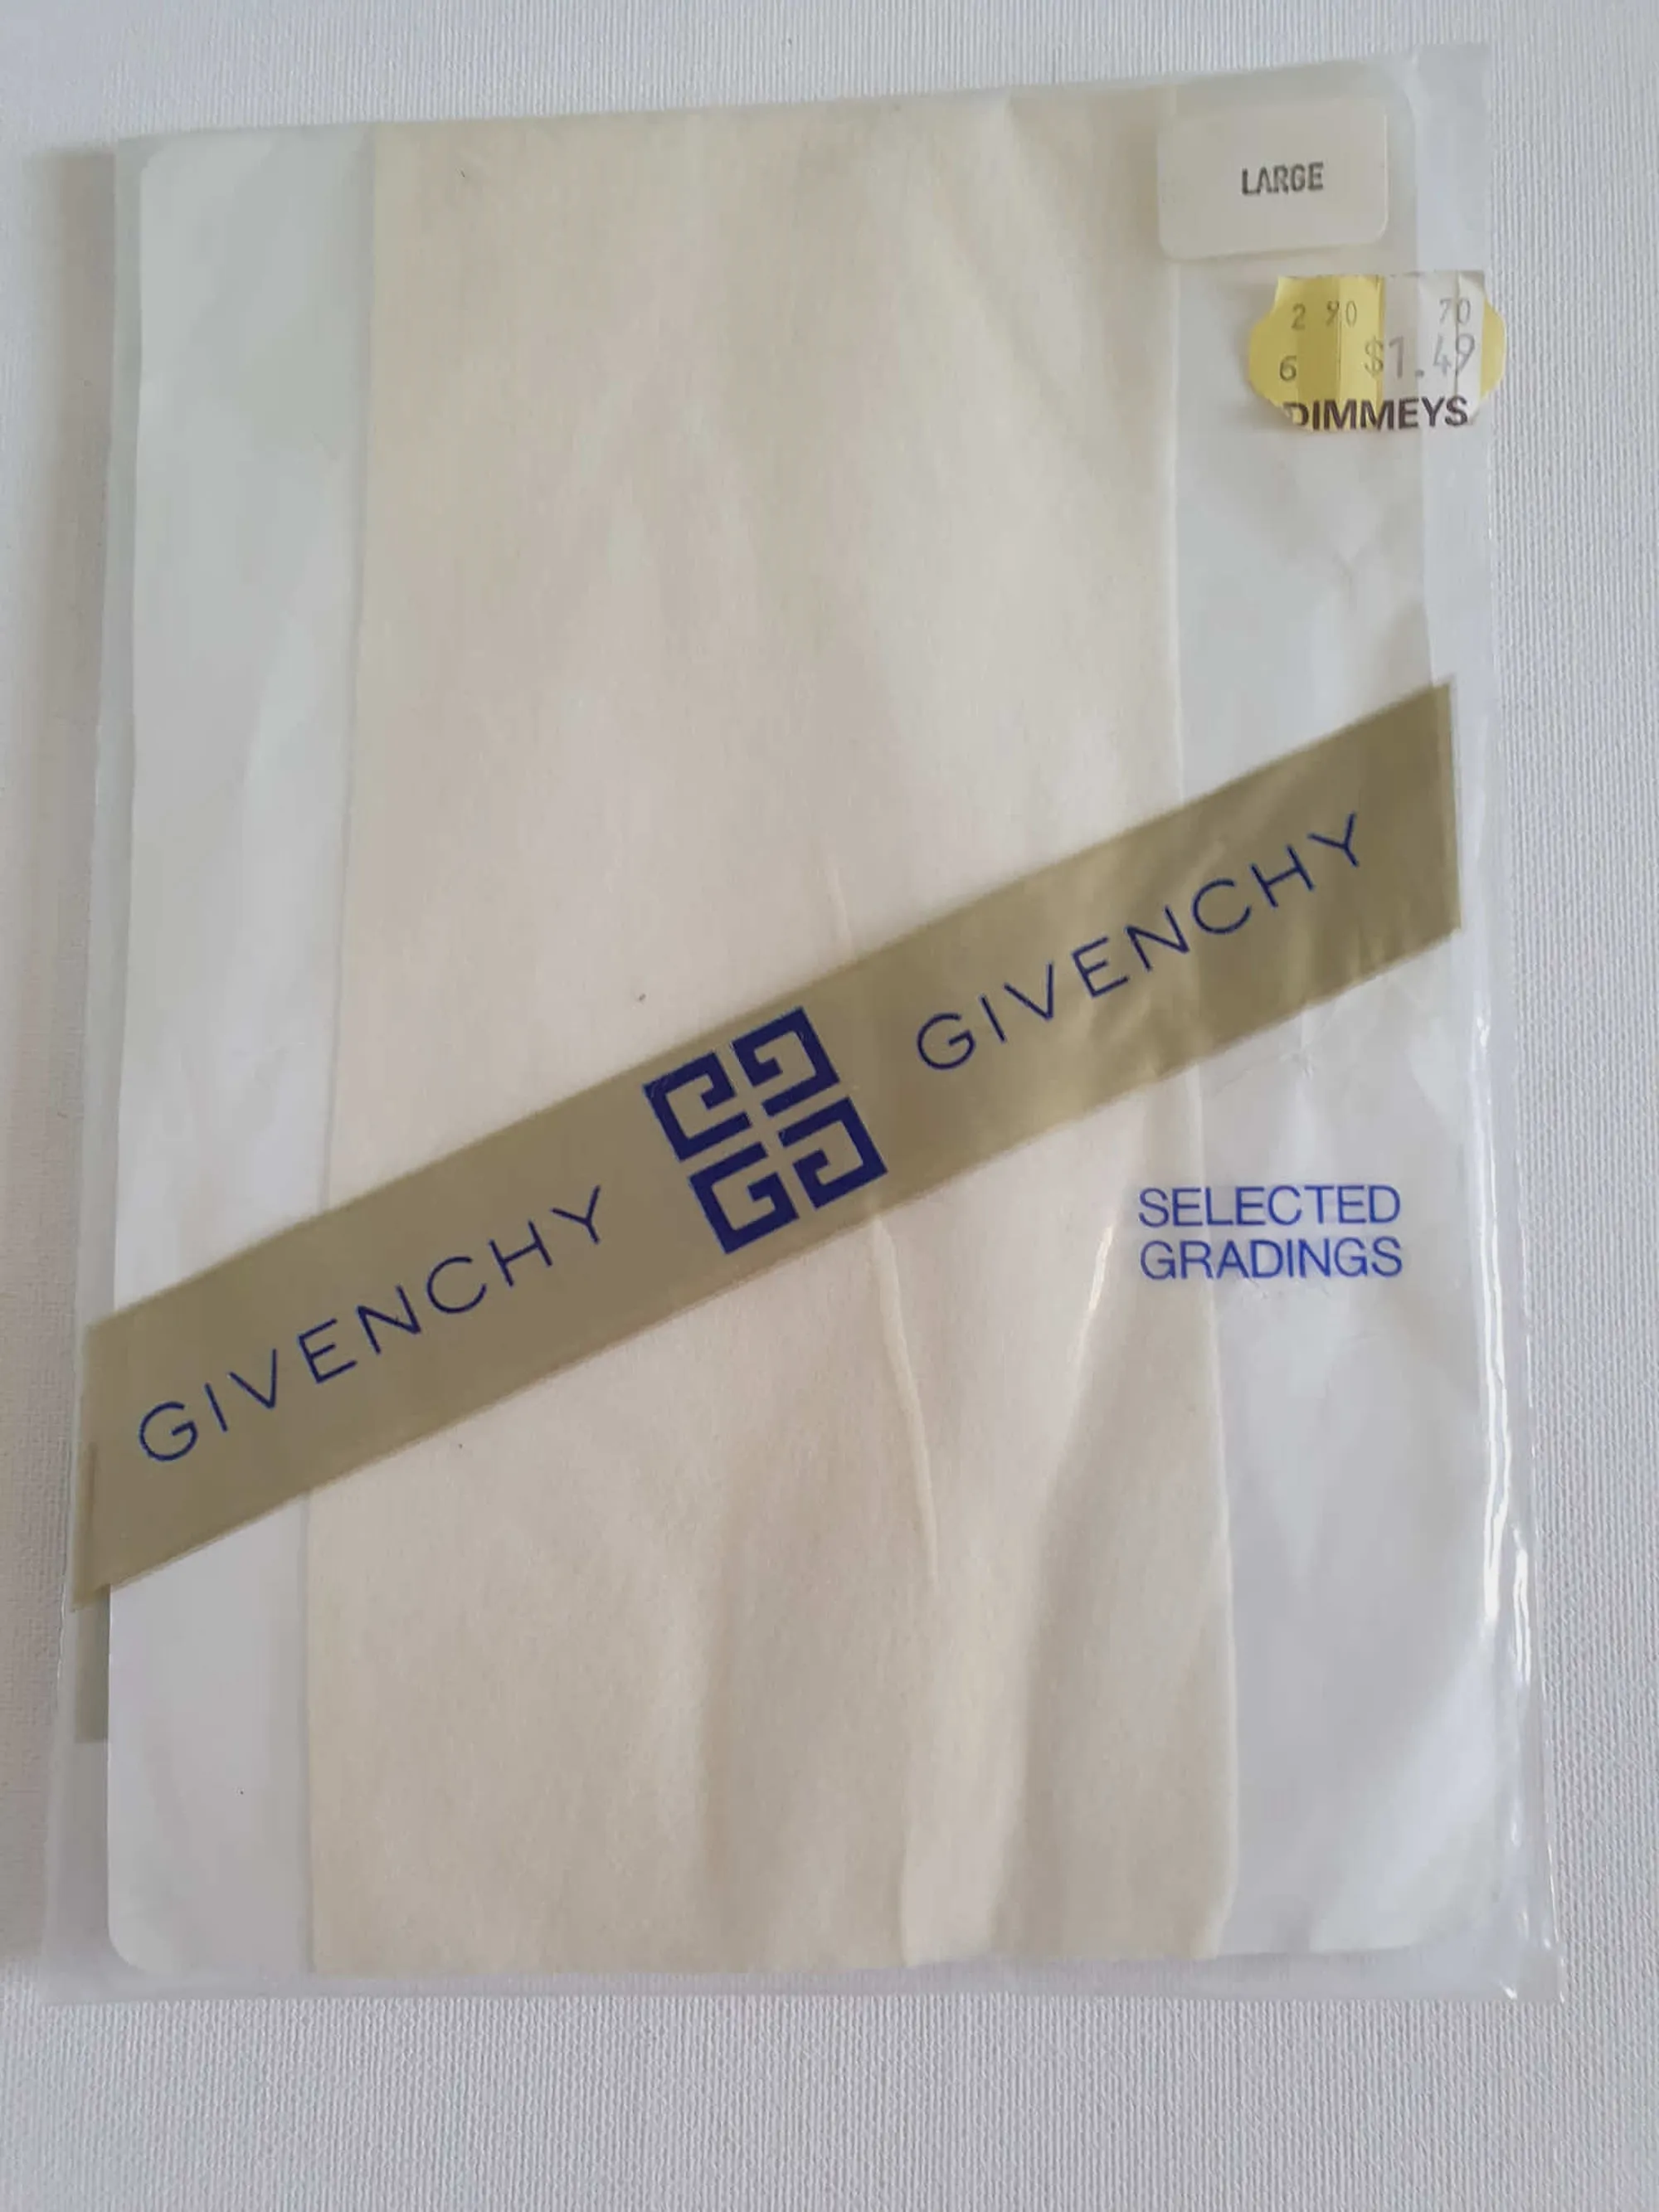 LARGE
2 90 70
6 $1.49
DIMMEYS
GIVENCHY GIVENCHY
SELECTED
GRADINGS